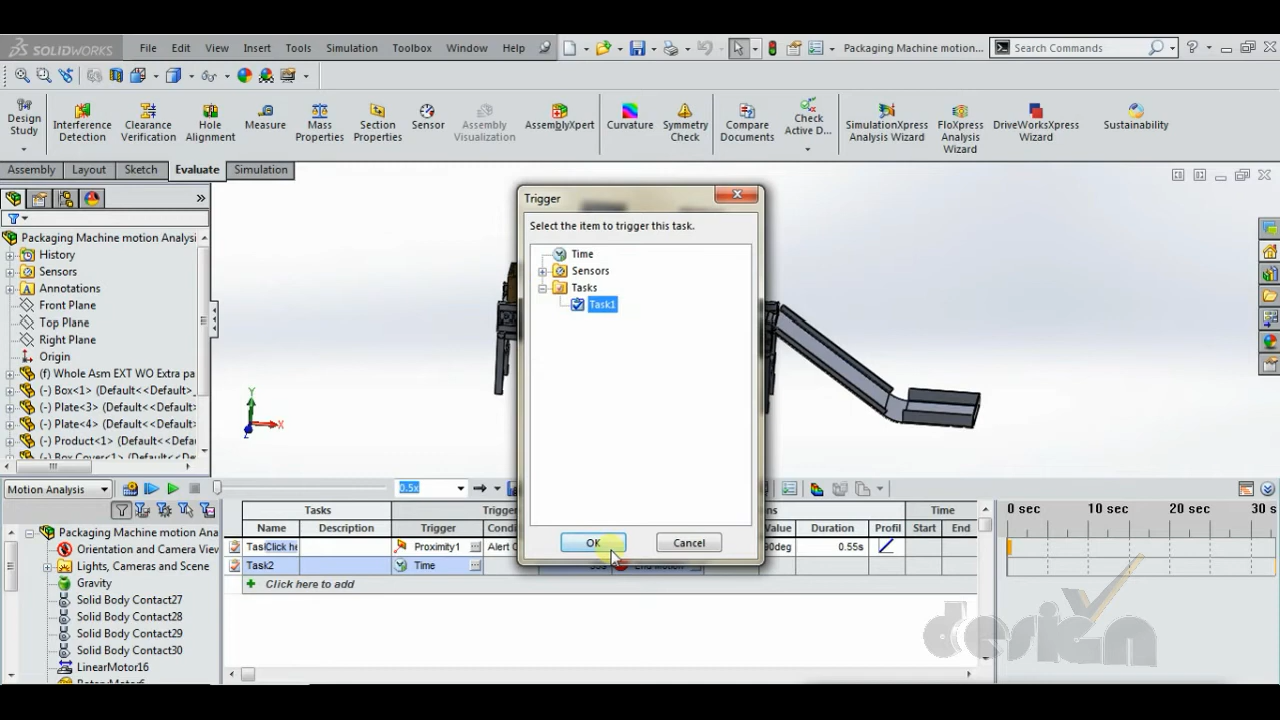 SOLIDWORKS File Edit View Insert Tools Simulation Toolbox Window Help Packaging Machine motion... Search Commands
Design Study
Interference Detection
Clearance Verification
Hole Alignment
Measure
Mass Properties
Section Properties
Sensor
Assembly Visualization
AssemblyXpert
Curvature
Symmetry Check
Compare Documents
Check Active D...
SimulationXpress Analysis Wizard
FloXpress Analysis Wizard
DriveWorksXpress Wizard
Sustainability
Assembly Layout Sketch Evaluate Simulation
Packaging Machine motion Analysi
History
Sensors
Annotations
Front Plane
Top Plane
Right Plane
Origin
(f) Whole Asm EXT WO Extra pa
(-) Box<1> (Default<<Default>_
(-) Plate<3> (Default<<Default
(-) Plate<4> (Default<<Default
(-) Product<1> (Default<<Defau
(-) Box Cover<1> (Default<<Def
Y
X
Z
Trigger
Select the item to trigger this task.
Time
Sensors
Tasks
Task1
OK Cancel
Motion Analysis 0.5x
Packaging Machine motion Ana
Orientation and Camera View
Lights, Cameras and Scene
Gravity
Solid Body Contact27
Solid Body Contact28
Solid Body Contact29
Solid Body Contact30
LinearMotor16
Tasks Trigger Time
Name Description Trigger Value Duration Profil Start End
Proximity1 0.55s
Task2 Time
Click here to add
0 sec 10 sec 20 sec 30 s
design